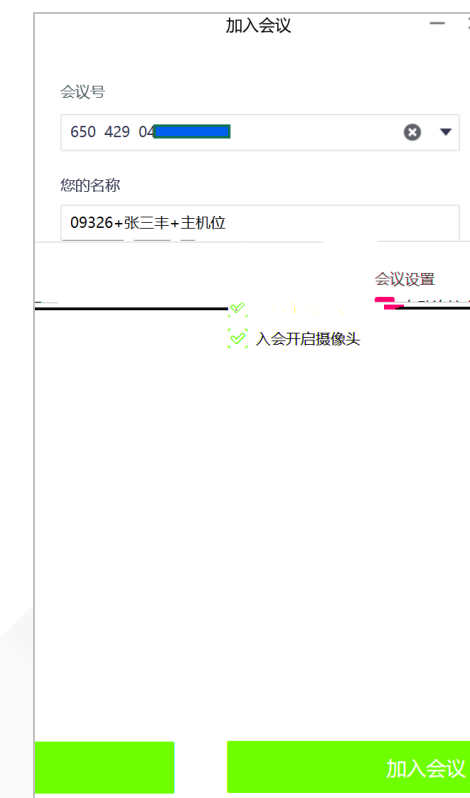 加入会议
会议号
650 429 04
您的名称
09326+张三丰+主机位
会议设置
入会开启摄像头
加入会议